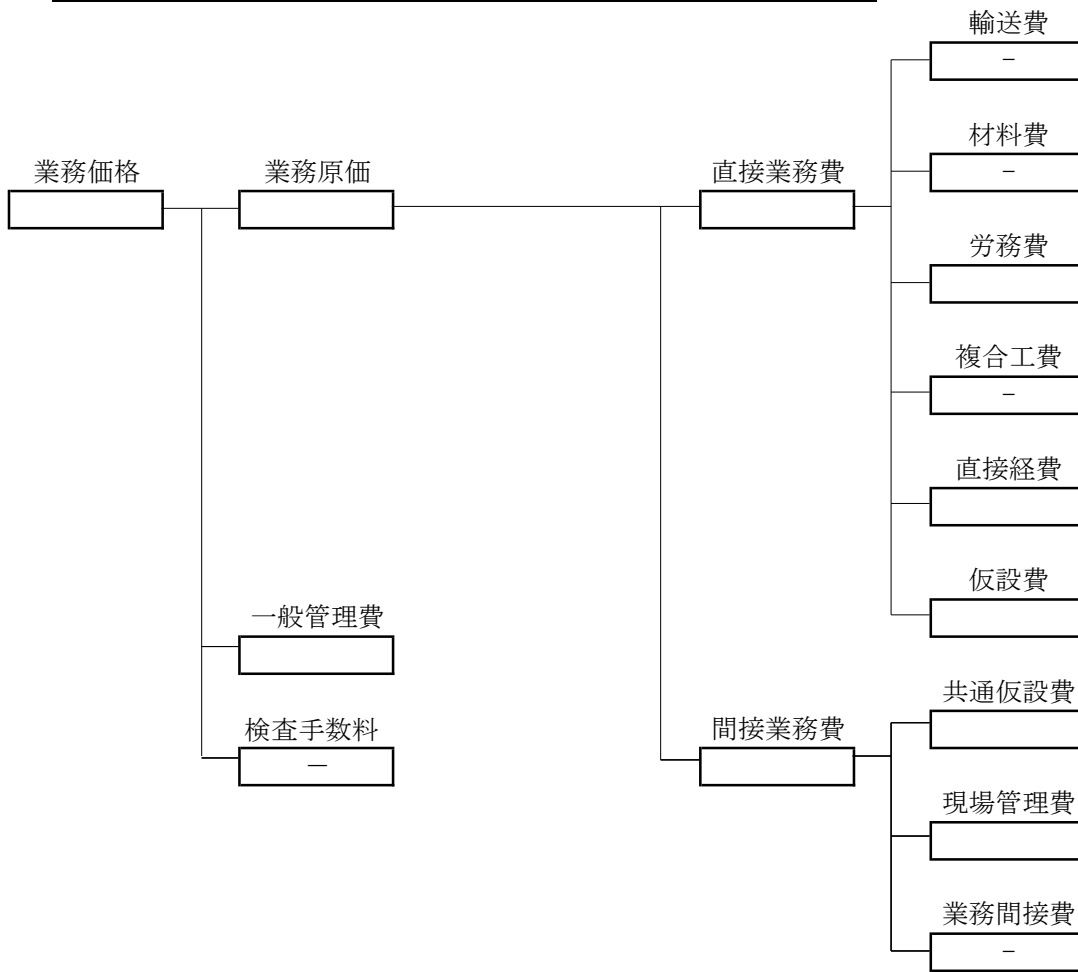 輸送費
－
材料費
－
業務価格
業務原価
直接業務費
労務費
複合工費
－
直接経費
仮設費
一般管理費
共通仮設費
検査手数料
－
間接業務費
現場管理費
業務間接費
－